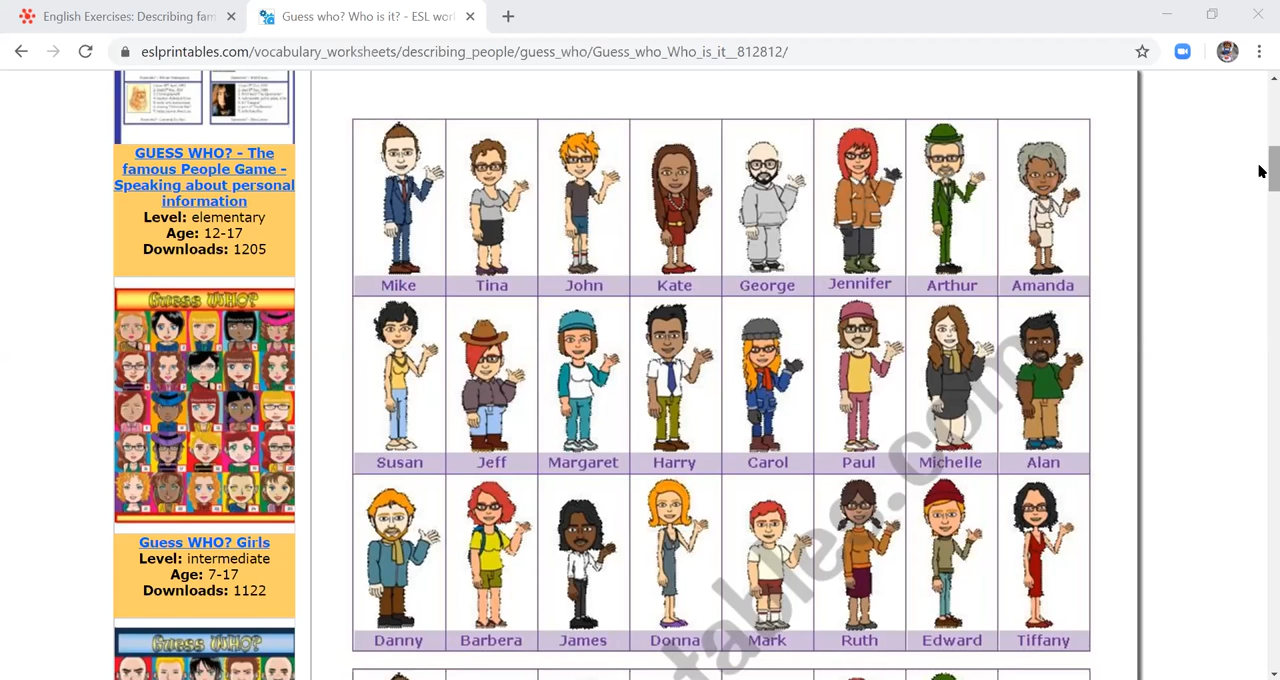 English Exercises: Describing fam
Guess who? Who is it? - ESL wor
eslprintables.com/vocabulary_worksheets/describing_people/guess_who/Guess_who_Who_is_it__812812/
GUESS WHO? - The
famous People Game -
Speaking about personal
information
Level: elementary
Age: 12-17
Downloads: 1205
Guess WHO?
Guess WHO? Girls
Level: intermediate
Age: 7-17
Downloads: 1122
Guess WHO?
Mike Tina John Kate George Jennifer Arthur Amanda
Susan Jeff Margaret Harry Carol Paul Michelle Alan
Danny Barbera James Donna Mark Ruth Edward Tiffany
tables.com